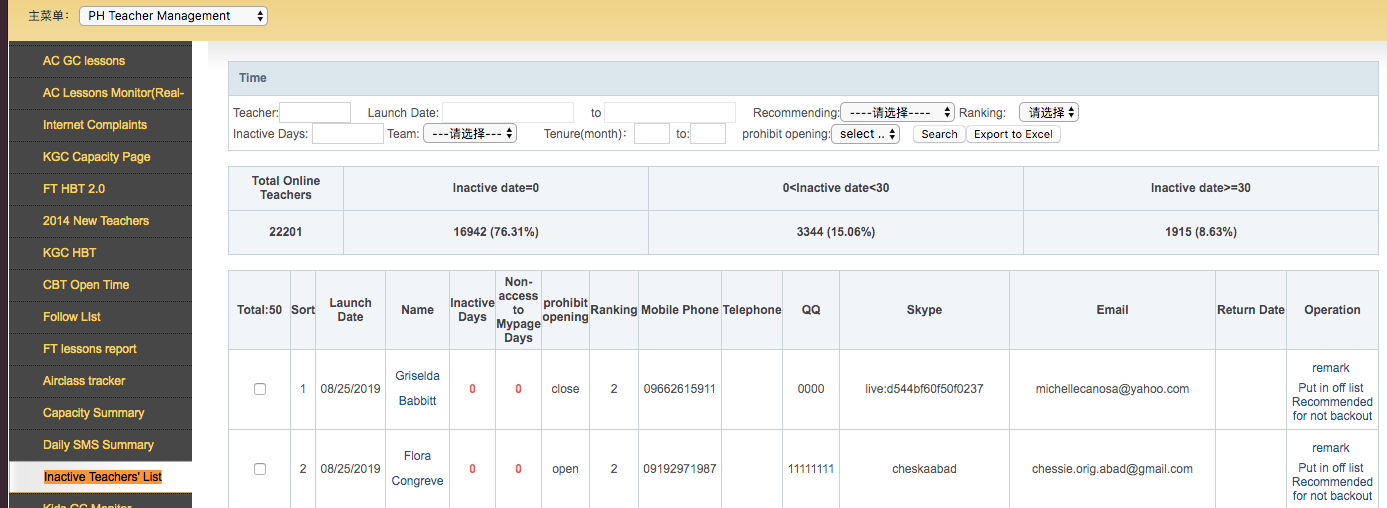 主菜单： PH Teacher Management
AC GC lessons
AC Lessons Monitor(Real-
Internet Complaints
KGC Capacity Page
FT HBT 2.0
2014 New Teachers
KGC HBT
CBT Open Time
Follow LIst
FT lessons report
Airclass tracker
Capacity Summary
Daily SMS Summary
Inactive Teachers' List
Kids GC Monitor
Time
Teacher: Launch Date: to Recommending: ----请选择---- Ranking: 请选择
Inactive Days: Team: ---请选择--- Tenure(month)： to: prohibit opening: select .. Search Export to Excel
Total Online Teachers Inactive date=0 0<Inactive date<30 Inactive date>=30
22201 16942 (76.31%) 3344 (15.06%) 1915 (8.63%)
Total:50 Sort Launch Date Name Inactive Days Non-access to Mypage Days prohibit opening Ranking Mobile Phone Telephone QQ Skype Email Return Date Operation
1 08/25/2019 Griselda Babbitt 0 0 close 2 09662615911 0000 live:d544bf60f50f0237 michellecanosa@yahoo.com remark Put in off list Recommended for not backout
2 08/25/2019 Flora Congreve 0 0 open 2 09192971987 11111111 cheskaabad chessie.orig.abad@gmail.com remark Put in off list Recommended for not backout